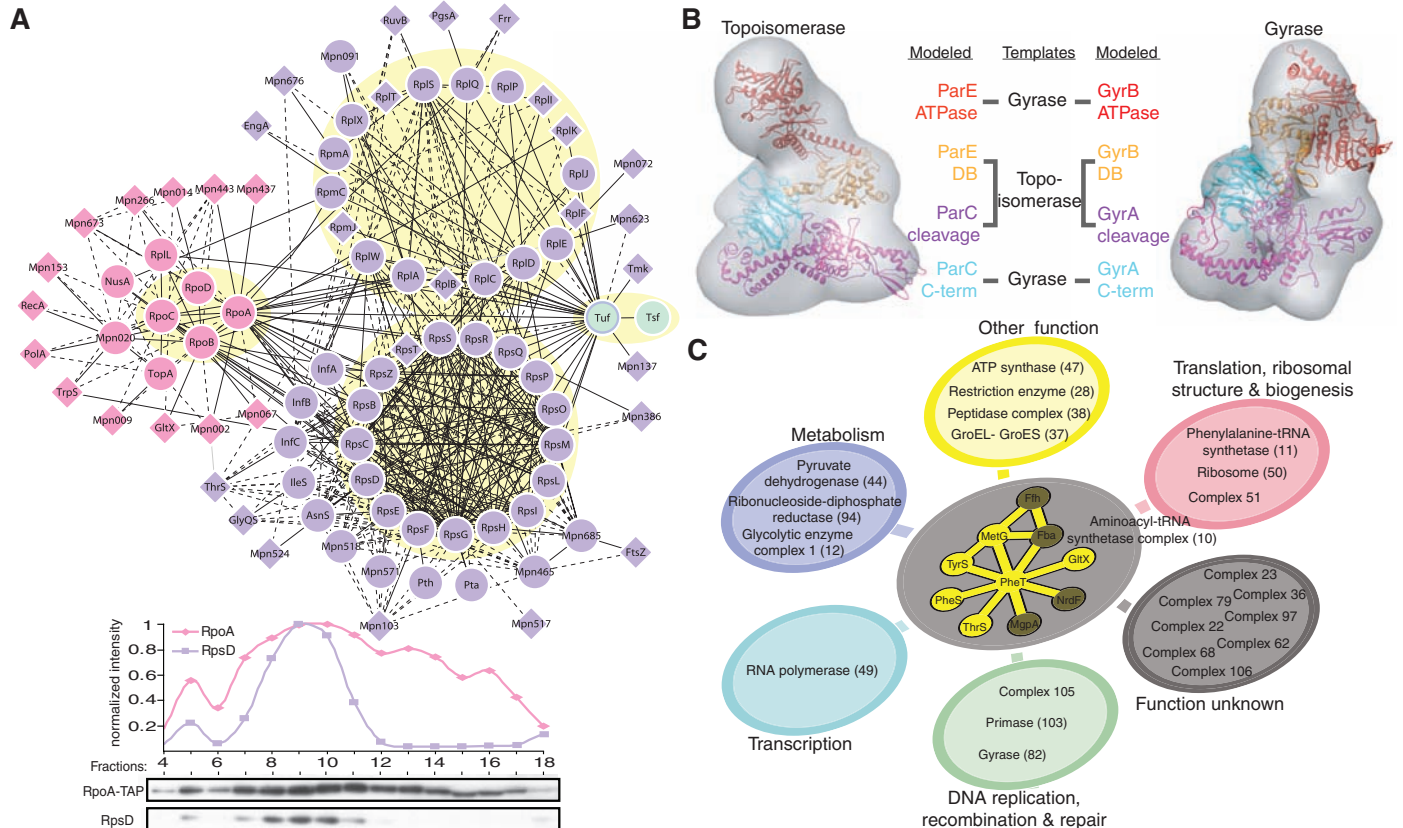 A
RuvB
PgsA
Frr
Mpn091
Mpn676
EngA
RplT
RplS
RplQ
RplP
RplI
RplX
RplK
RpmA
RplJ
Mpn072
RpmC
RplF
Mpn623
RpmJ
RplE
RplW
RplD
Tmk
RplA
RplB
RplC
Mpn437
Mpn443
Mpn014
Mpn266
Mpn673
RplL
Mpn153
NusA
RpoD
RecA
RpoC
RpoA
Mpn020
RpoB
PolA
TopA
TrpS
Mpn009
GltX
Mpn002
Mpn067
Tuf
Tsf
Mpn137
Mpn386
RpsT
RpsS
RpsR
RpsQ
InfA
RpsZ
RpsP
InfB
RpsB
RpsO
InfC
RpsC
RpsM
ThrS
IleS
RpsD
RpsL
GlyQS
AsnS
RpsE
RpsI
RpsF
RpsG
RpsH
Mpn524
Mpn518
Mpn685
FtsZ
Mpn571
Pth
Pta
Mpn465
Mpn103
Mpn517
normalized intensity
1
0.8
0.6
0.4
0.2
RpoA
RpsD
Fractions:
4 6 8 10 12 14 16 18
RpoA-TAP
RpsD
B
Topoisomerase
Gyrase
Modeled Templates Modeled
ParE
ATPase
Gyrase
GyrB
ATPase
ParE
DB
GyrB
DB
Topo-
isomerase
ParC
cleavage
GyrA
cleavage
ParC
C-term
Gyrase
GyrA
C-term
C
Other function
ATP synthase (47)
Restriction enzyme (28)
Peptidase complex (38)
GroEL- GroES (37)
Translation, ribosomal
structure & biogenesis
Phenylalanine-tRNA
synthetase (11)
Ribosome (50)
Complex 51
Metabolism
Pyruvate
dehydrogenase (44)
Ribonucleoside-diphosphate
reductase (94)
Glycolytic enzyme
complex 1 (12)
Aminoacyl-tRNA
synthetase complex (10)
Ffh
MetG
Fba
TyrS
GltX
PheT
PheS
NrdF
ThrS
MgpA
Complex 23
Complex 36
Complex 79
Complex 97
Complex 22
Complex 62
Complex 68
Complex 106
Function unknown
RNA polymerase (49)
Transcription
Complex 105
Primase (103)
Gyrase (82)
DNA replication,
recombination & repair